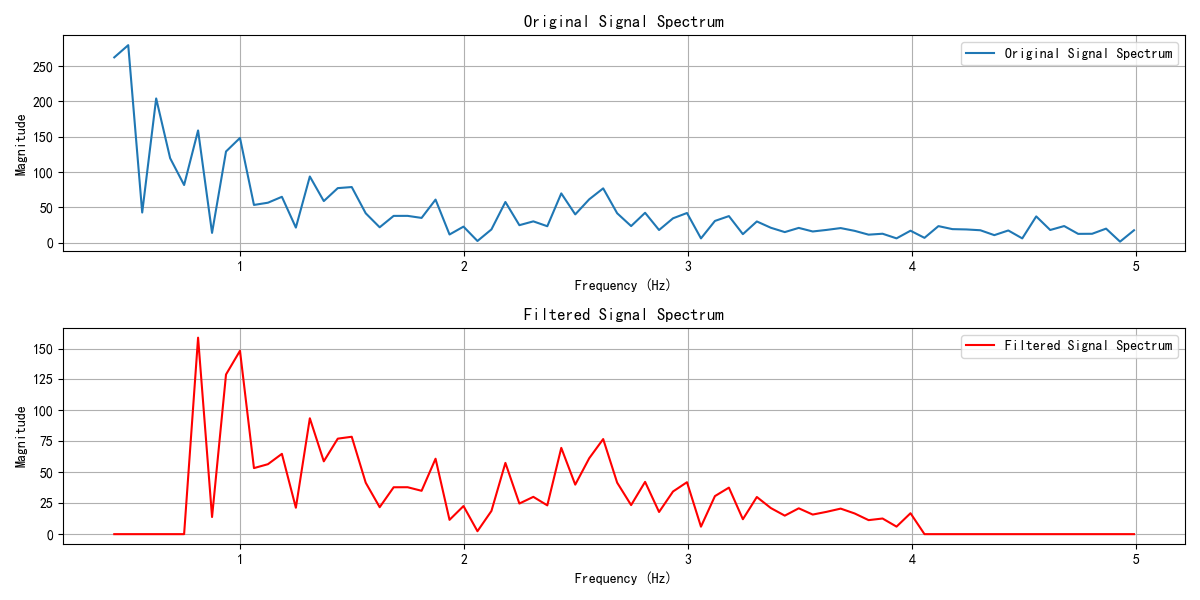 Original Signal Spectrum
Original Signal Spectrum
Magnitude
250
200
150
100
50
0
1 2 3 4 5
Frequency (Hz)
Filtered Signal Spectrum
Filtered Signal Spectrum
Magnitude
150
125
100
75
50
25
0
1 2 3 4 5
Frequency (Hz)